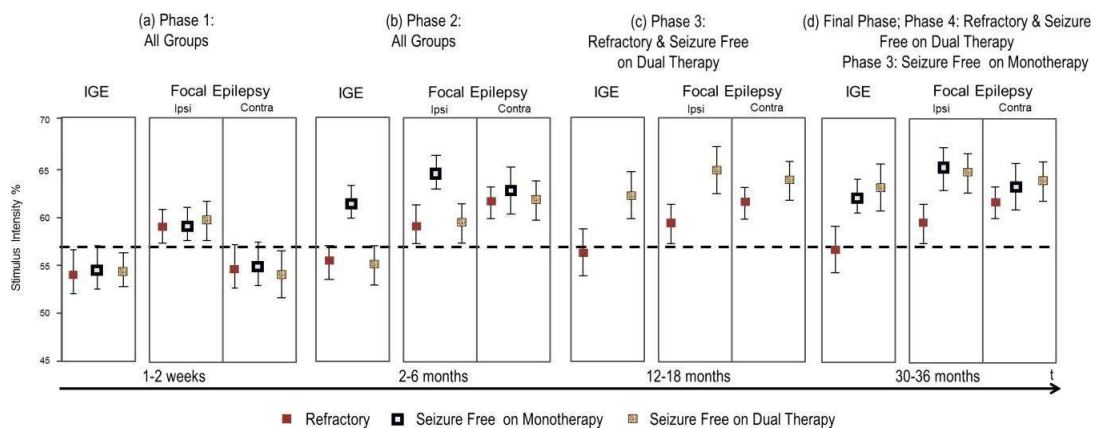 (a) Phase 1:
All Groups
(b) Phase 2:
All Groups
(c) Phase 3:
Refractory & Seizure Free
on Dual Therapy
(d) Final Phase; Phase 4: Refractory & Seizure
Free on Dual Therapy
Phase 3: Seizure Free on Monotherapy
IGE
Focal Epilepsy
Ipsi
Contra
IGE
Focal Epilepsy
Ipsi
Contra
IGE
Focal Epilepsy
Ipsi
Contra
IGE
Focal Epilepsy
Ipsi
Contra
Stimulus Intensity %
70
65
60
55
50
45
1-2 weeks
2-6 months
12-18 months
30-36 months
t
Refractory
Seizure Free on Monotherapy
Seizure Free on Dual Therapy